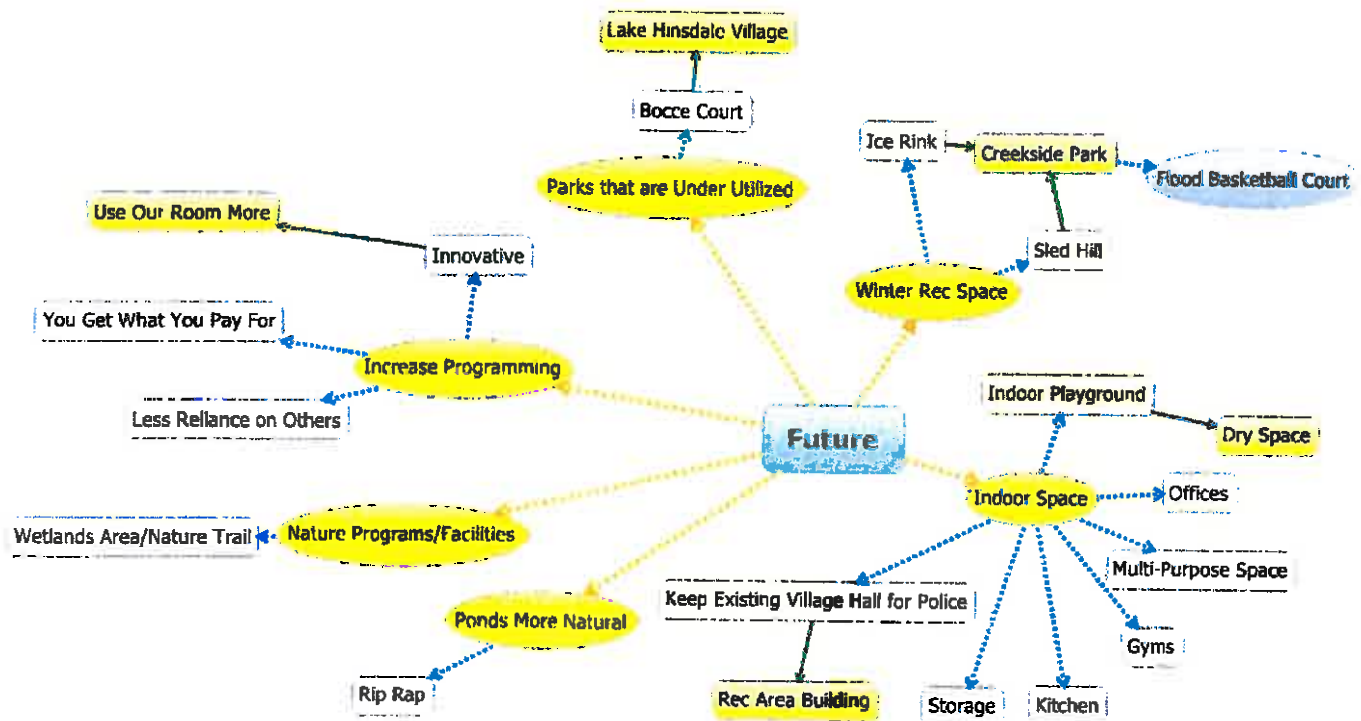 Lake Hinsdale Village
Bocce Court
Parks that are Under Utilized
Ice Rink
Creekside Park
Flood Basketball Court
Sled Hill
Winter Rec Space
Use Our Room More
Innovative
You Get What You Pay For
Increase Programming
Less Reliance on Others
Future
Indoor Playground
Dry Space
Indoor Space
Offices
Multi-Purpose Space
Gyms
Kitchen
Storage
Keep Existing Village Hall for Police
Rec Area Building
Nature Programs/Facilities
Wetlands Area/Nature Trail
Ponds More Natural
Rip Rap